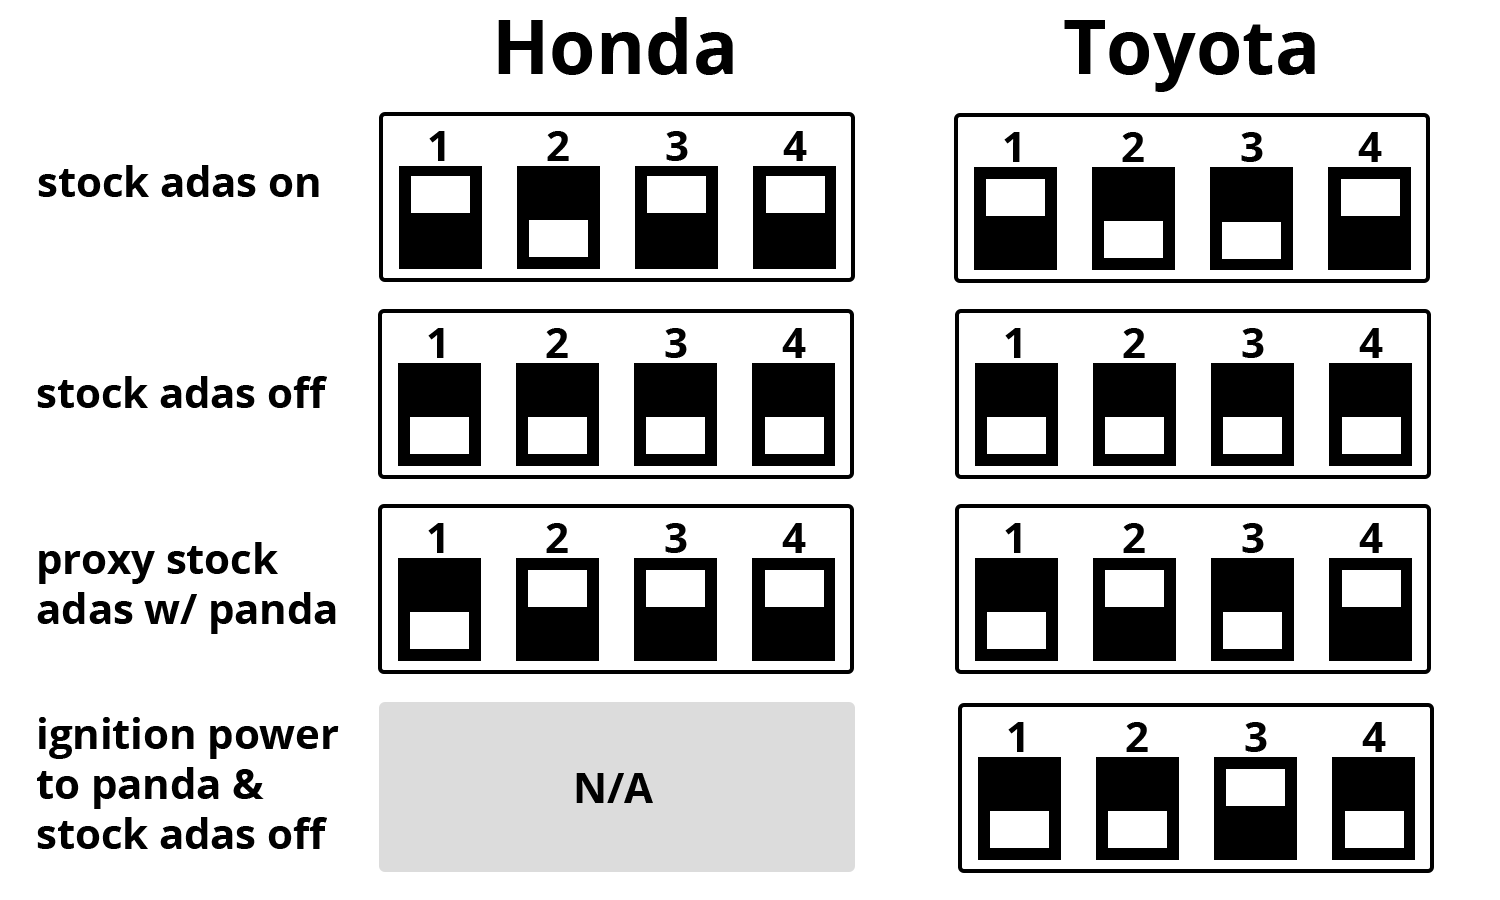 Honda Toyota
stock adas on
1 2 3 4 1 2 3 4
stock adas off
1 2 3 4 1 2 3 4
proxy stock
adas w/ panda
1 2 3 4 1 2 3 4
ignition power
to panda &
stock adas off
N/A
1 2 3 4